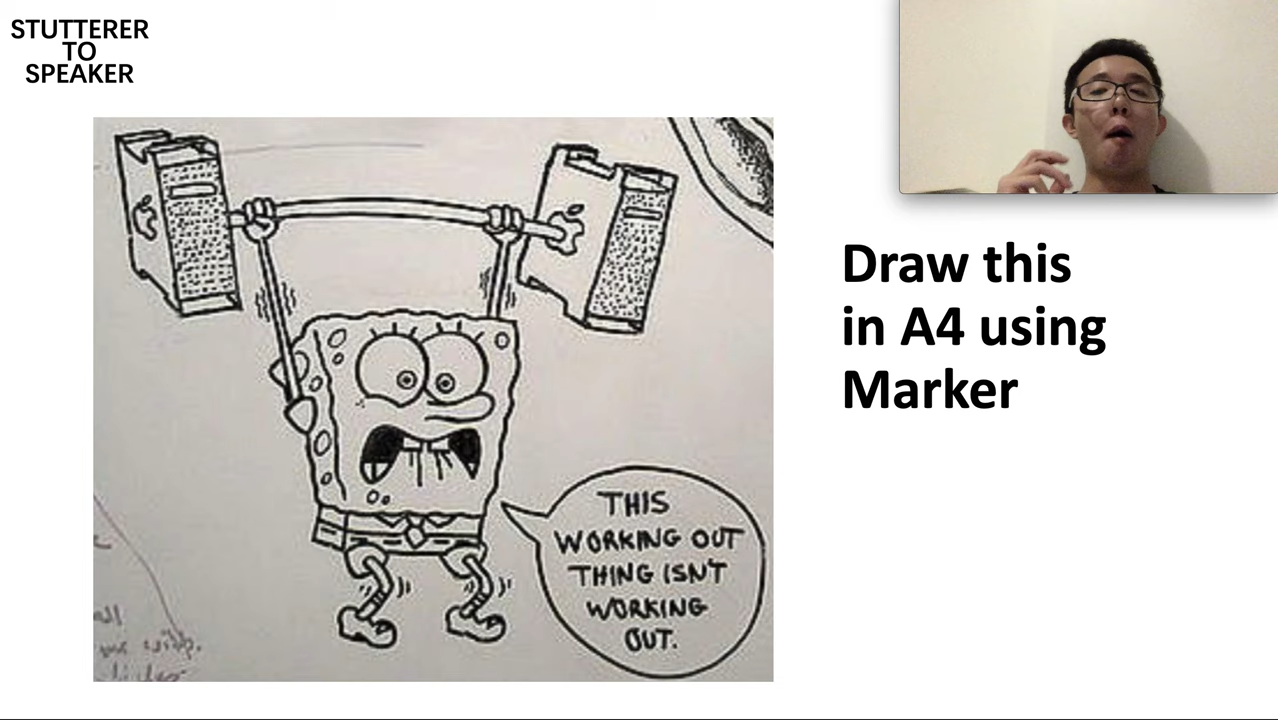 STUTTERER
TO
SPEAKER
Draw this
in A4 using
Marker
THIS
WORKING OUT
THING ISN'T
WORKING
OUT.